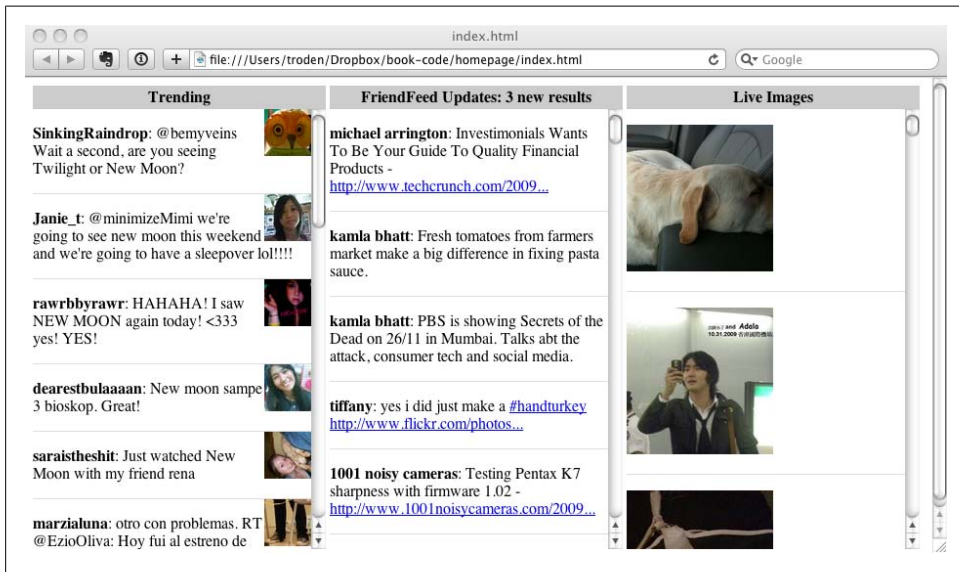 index.html
file:///Users/troden/Dropbox/book-code/homepage/index.html
Google
Trending
SinkingRaindrop: @bemyveins
Wait a second, are you seeing
Twilight or New Moon?
Janie_t: @minimizeMimi we're
going to see new moon this weekend
and we're going to have a sleepover lol!!!!
rawrbbyrawr: HAHAHA! I saw
NEW MOON again today! <333
yes! YES!
dearestbulaaaan: New moon sampe
3 bioskop. Great!
saraistheshit: Just watched New
Moon with my friend rena
marzialuna: otro con problemas. RT
@EzioOliva: Hoy fui al estreno de
FriendFeed Updates: 3 new results
michael arrington: Investimonials Wants
To Be Your Guide To Quality Financial
Products -
http://www.techcrunch.com/2009...
kamla bhatt: Fresh tomatoes from farmers
market make a big difference in fixing pasta
sauce.
kamla bhatt: PBS is showing Secrets of the
Dead on 26/11 in Mumbai. Talks abt the
attack, consumer tech and social media.
tiffany: yes i did just make a #handturkey
http://www.flickr.com/photos...
1001 noisy cameras: Testing Pentax K7
sharpness with firmware 1.02 -
http://www.1001noisycameras.com/2009...
Live Images
and Adela
10.31.2009